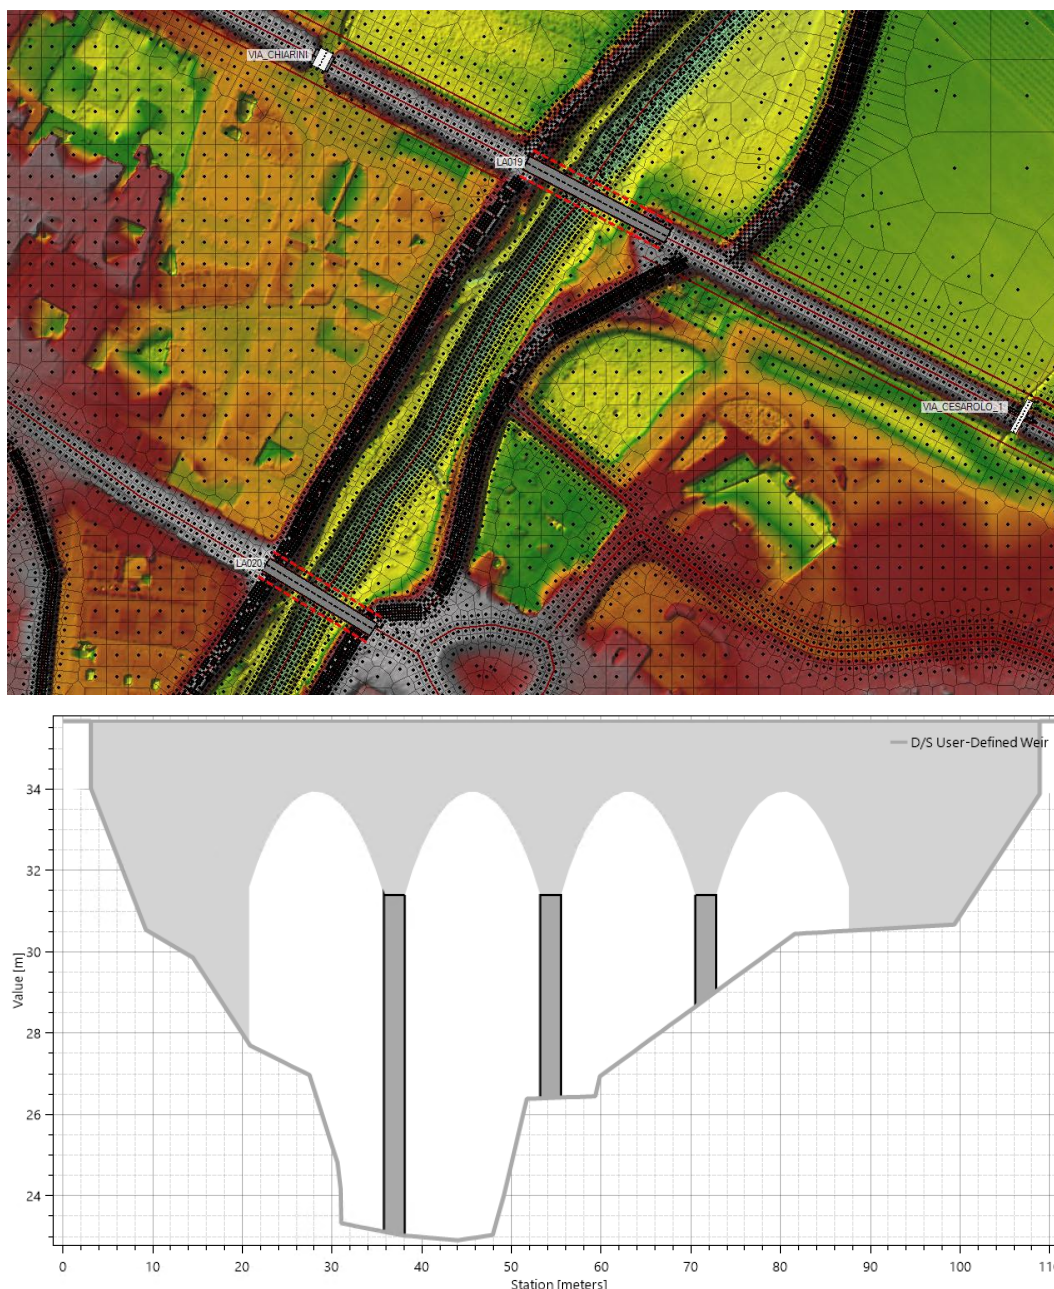 VIA_CHIARINI
LA019
VIA_CESAROLO_1
LA020
D/S User-Defined Weir
34
32
30
28
26
24
Value [m]
0 10 20 30 40 50 60 70 80 90 100 110
Station [meters]